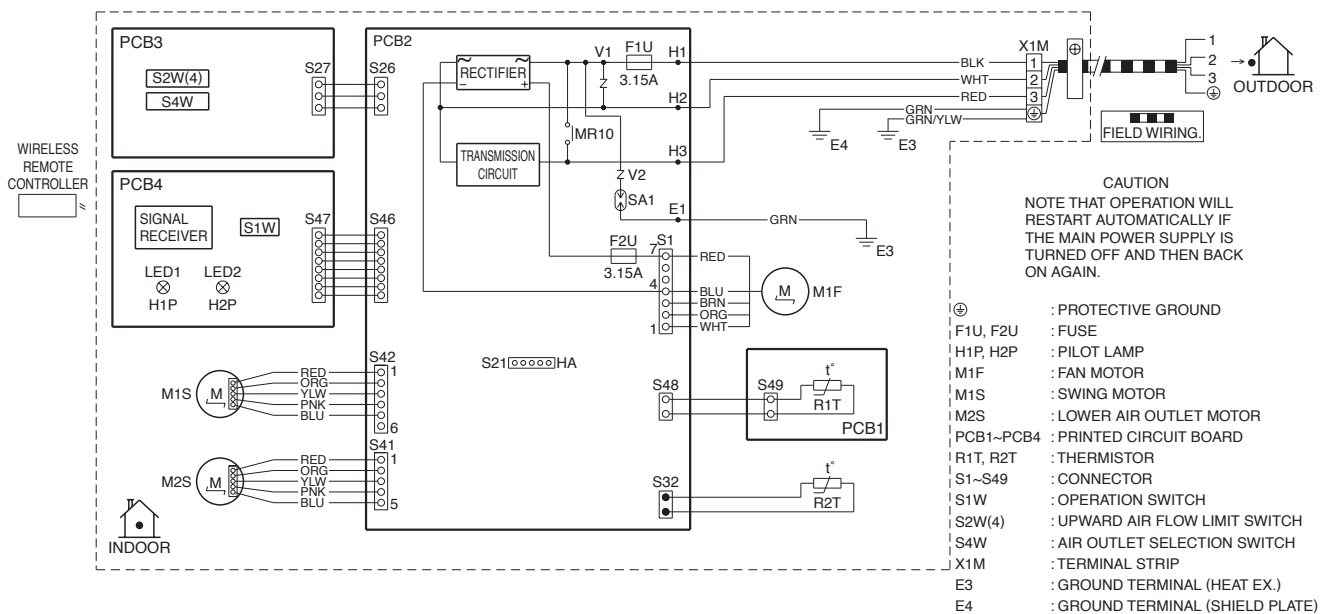 PCB3
S2W(4)
S4W
S27
S26
PCB2
RECTIFIER
~
~
−
+
V1
F1U
3.15A
H1
H2
MR10
TRANSMISSION
CIRCUIT
H3
V2
SA1
E1
GRN
E3
BLK
WHT
RED
GRN
GRN/YLW
E4
E3
X1M
1
2
3
1
2
3
OUTDOOR
FIELD WIRING.
WIRELESS
REMOTE
CONTROLLER
PCB4
SIGNAL
RECEIVER
S1W
LED1
LED2
H1P
H2P
S47
S46
F2U
3.15A
S1
7
4
1
RED
BLU
BRN
ORG
WHT
M
M1F
S21
HA
M1S
M
RED
ORG
YLW
PNK
BLU
S42
1
6
M2S
M
RED
ORG
YLW
PNK
BLU
S41
1
5
S48
S49
t°
R1T
PCB1
S32
t°
R2T
INDOOR
CAUTION
NOTE THAT OPERATION WILL
RESTART AUTOMATICALLY IF
THE MAIN POWER SUPPLY IS
TURNED OFF AND THEN BACK
ON AGAIN.
: PROTECTIVE GROUND
F1U, F2U : FUSE
H1P, H2P : PILOT LAMP
M1F : FAN MOTOR
M1S : SWING MOTOR
M2S : LOWER AIR OUTLET MOTOR
PCB1~PCB4 : PRINTED CIRCUIT BOARD
R1T, R2T : THERMISTOR
S1~S49 : CONNECTOR
S1W : OPERATION SWITCH
S2W(4) : UPWARD AIR FLOW LIMIT SWITCH
S4W : AIR OUTLET SELECTION SWITCH
X1M : TERMINAL STRIP
E3 : GROUND TERMINAL (HEAT EX.)
E4 : GROUND TERMINAL (SHIELD PLATE)